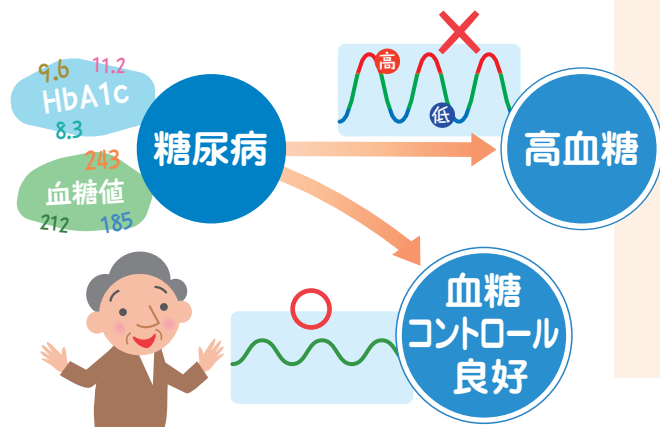 9.6 11.2
HbA1c
8.3
243
血糖値
212 185
糖尿病
高
低
高血糖
血糖
コントロール
良好